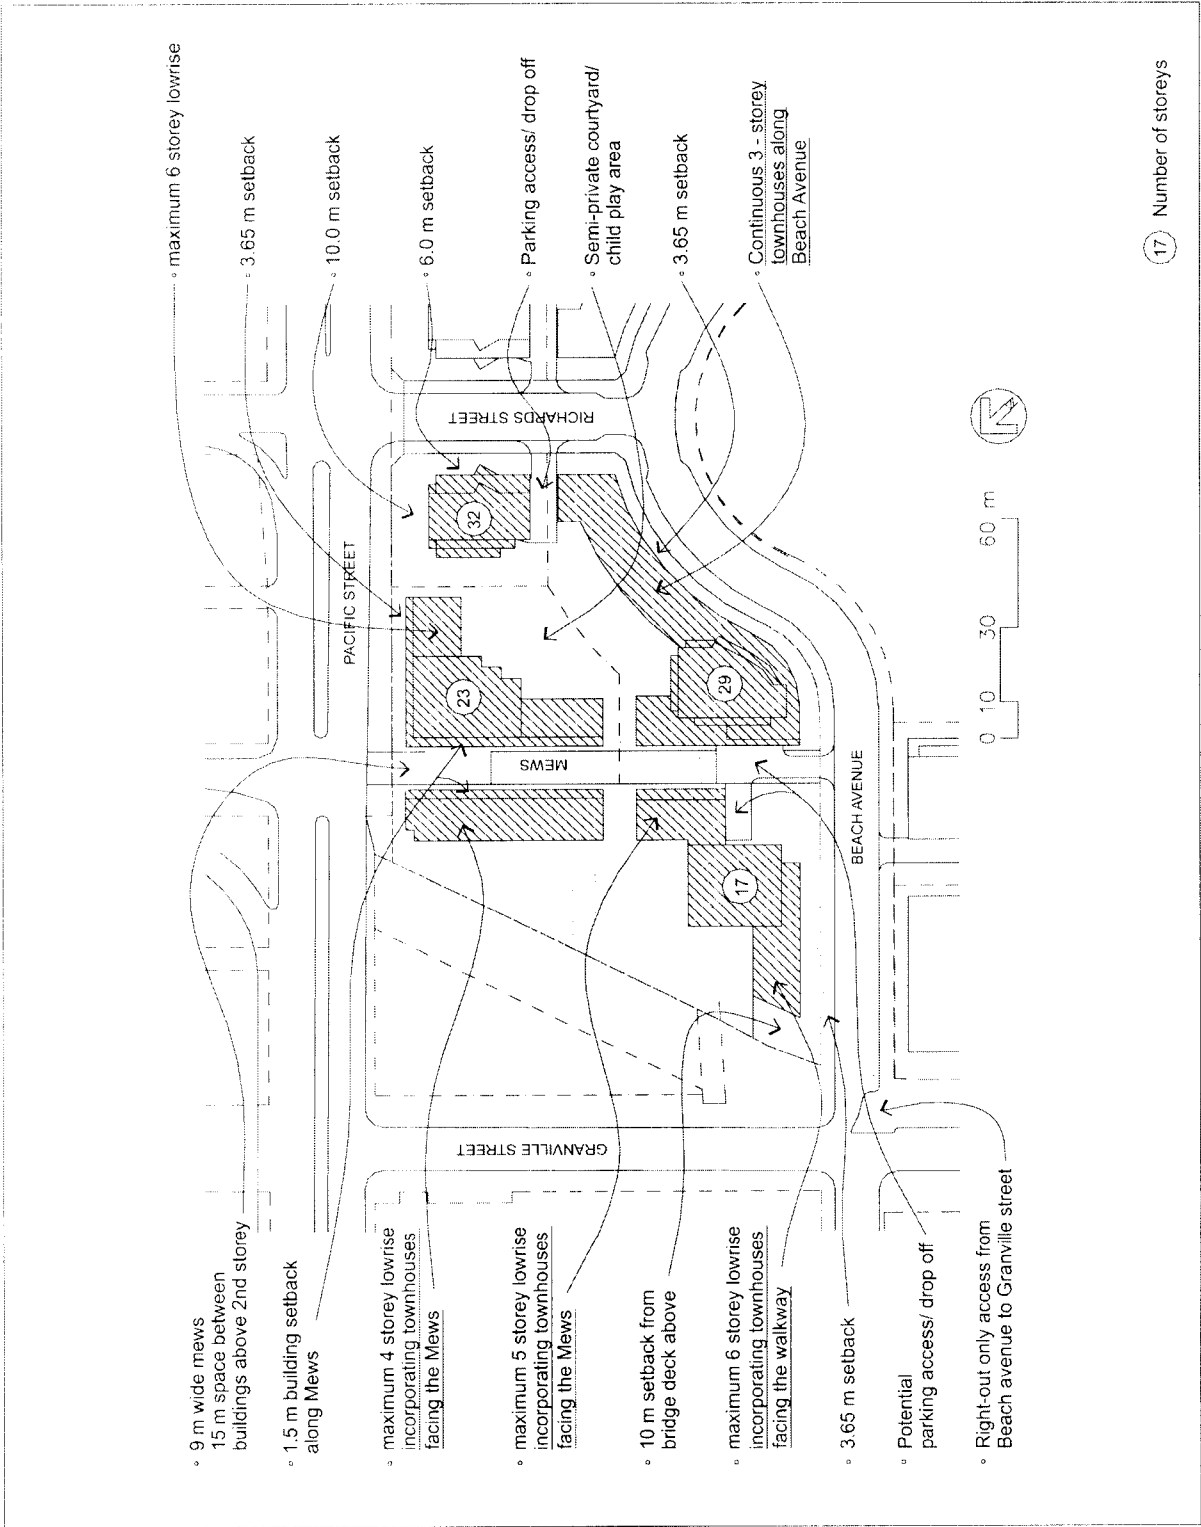 ◦ 9 m wide mews
15 m space between
buildings above 2nd storey
◦ 1.5 m building setback
along Mews
◦ maximum 4 storey lowrise
incorporating townhouses
facing the Mews
◦ maximum 5 storey lowrise
incorporating townhouses
facing the Mews
◦ 10 m setback from
bridge deck above
◦ maximum 6 storey lowrise
incorporating townhouses
facing the walkway
◦ 3.65 m setback
◦ Potential
parking access/ drop off
◦ Right-out only access from
Beach avenue to Granville street
GRANVILLE STREET
PACIFIC STREET
MEWS
BEACH AVENUE
RICHARDS STREET
23
32
29
17
0 10 30 60 m
N
◦ maximum 6 storey lowrise
◦ 3.65 m setback
◦ 10.0 m setback
◦ 6.0 m setback
◦ Parking access/ drop off
◦ Semi-private courtyard/
child play area
◦ 3.65 m setback
◦ Continuous 3 - storey
townhouses along
Beach Avenue
17 Number of storeys